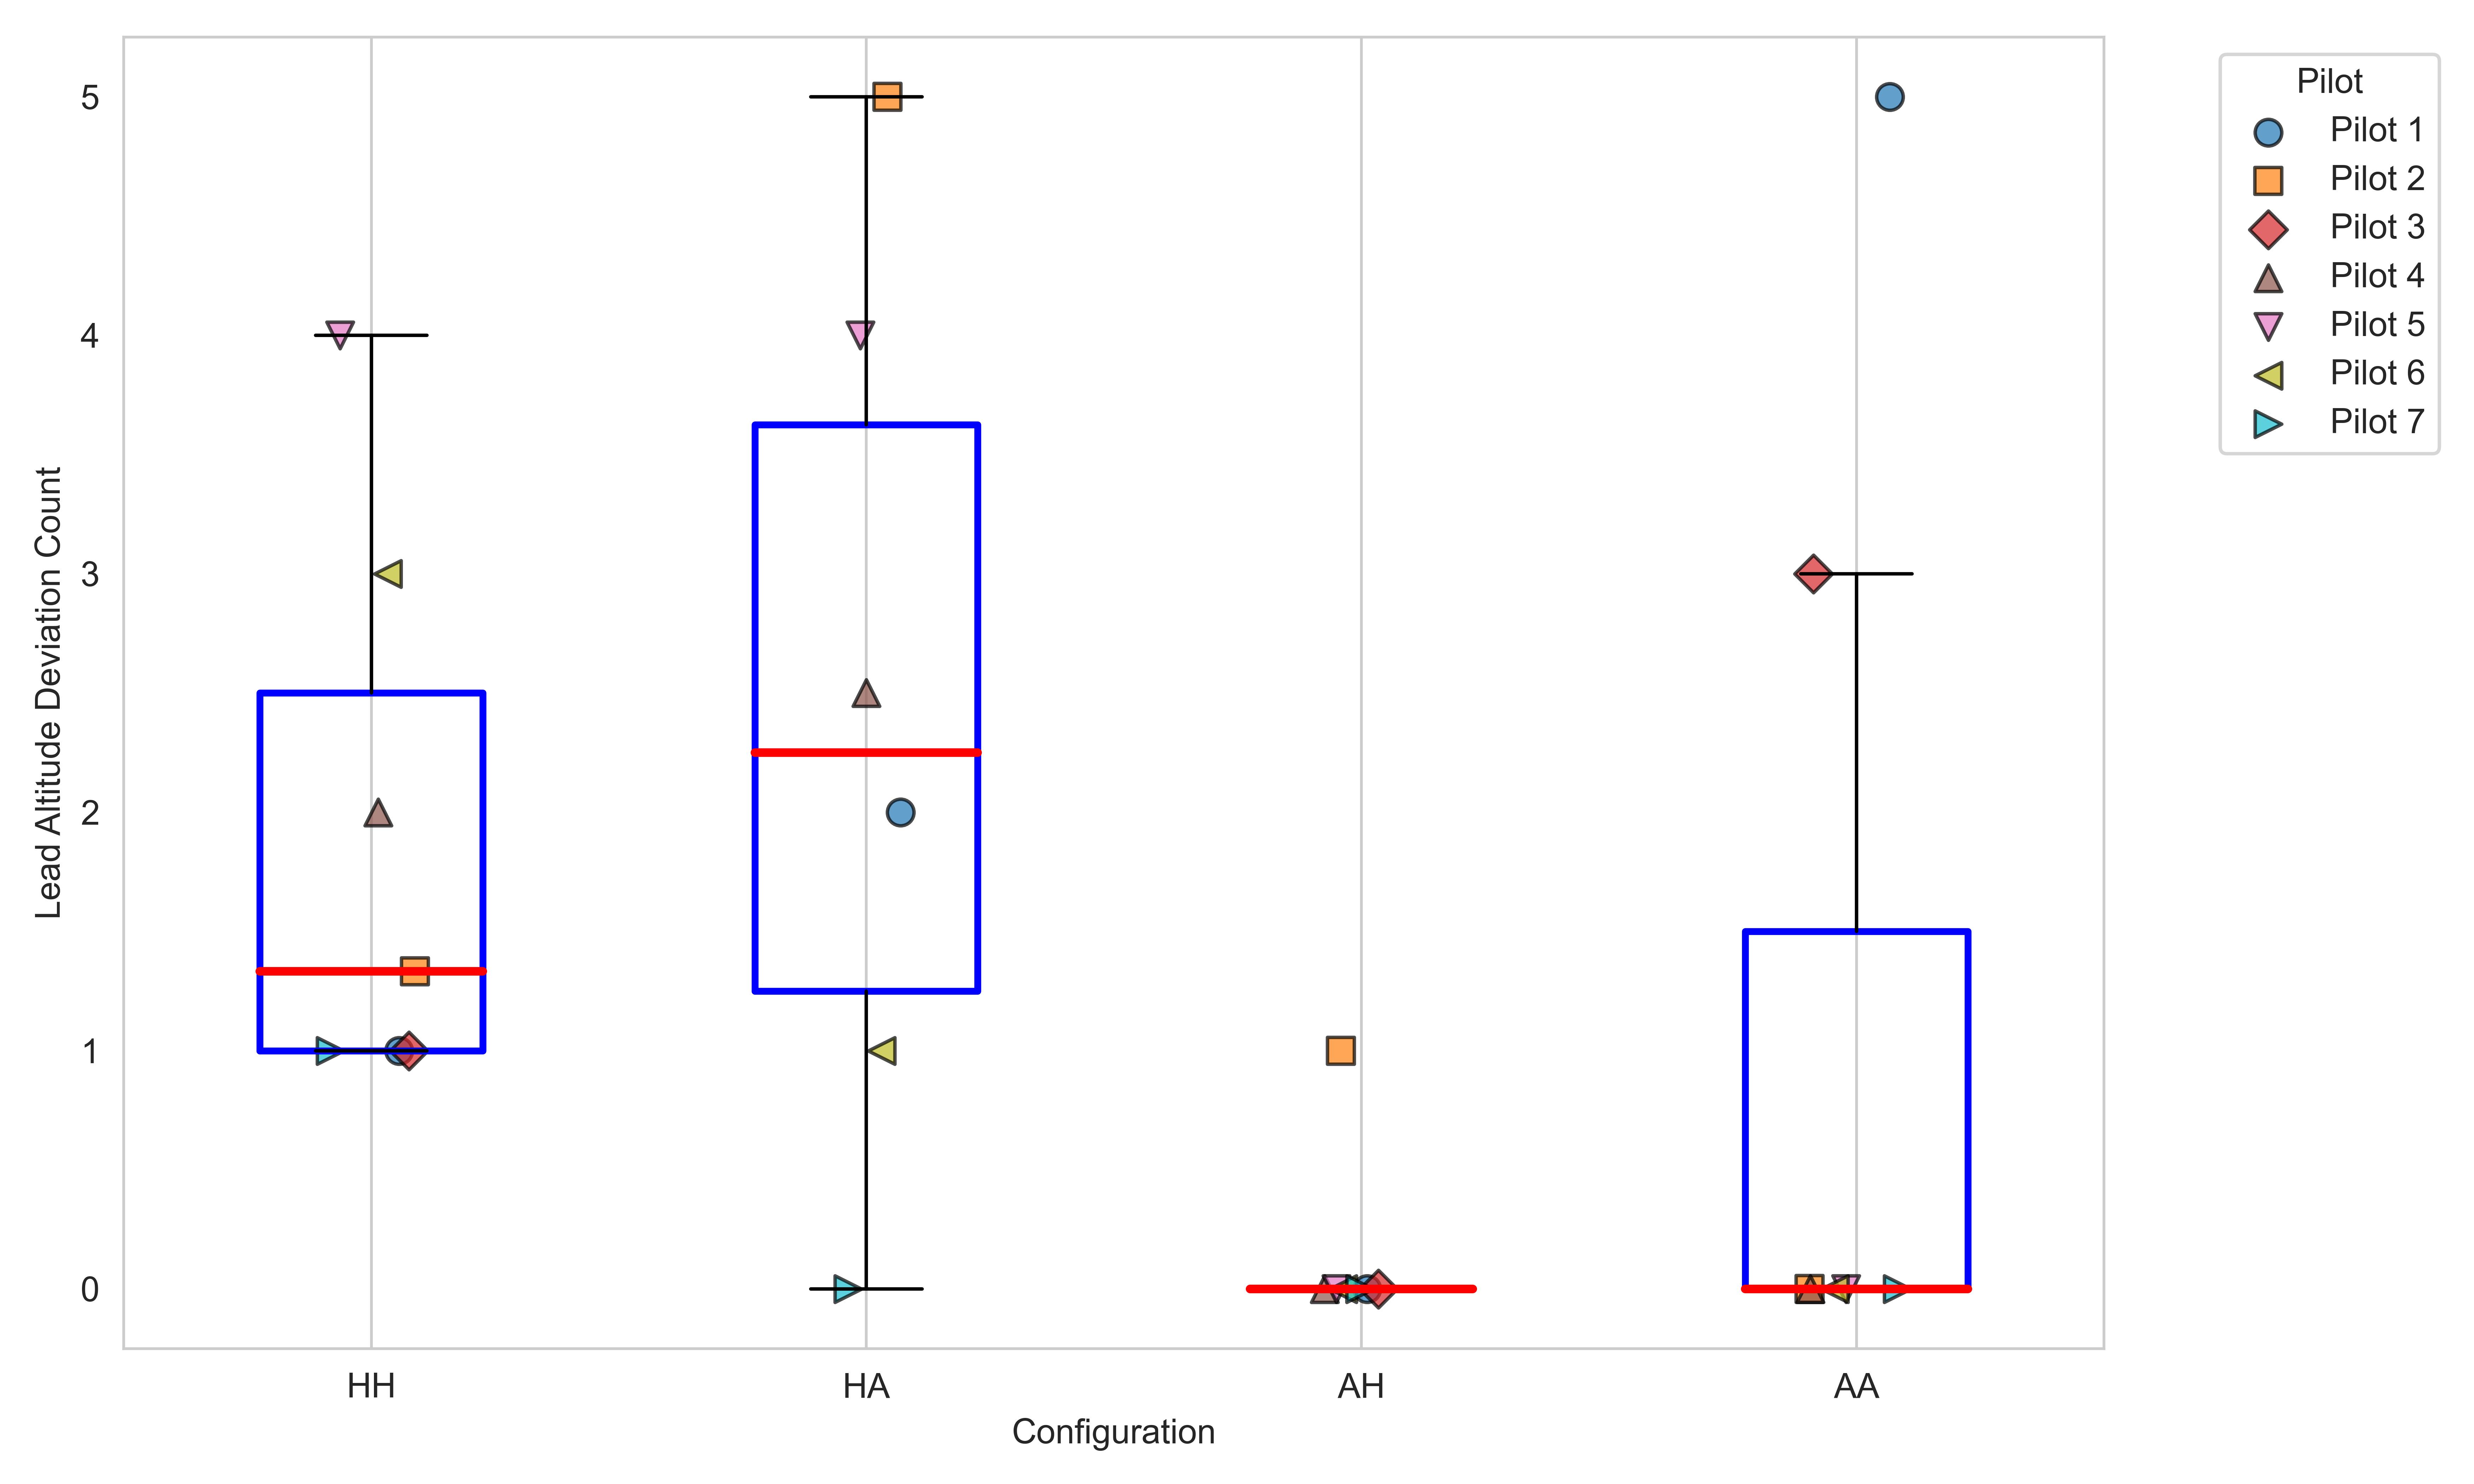 Lead Altitude Deviation Count
5
4
3
2
1
0
HH
HA
AH
AA
Configuration
Pilot
Pilot 1
Pilot 2
Pilot 3
Pilot 4
Pilot 5
Pilot 6
Pilot 7